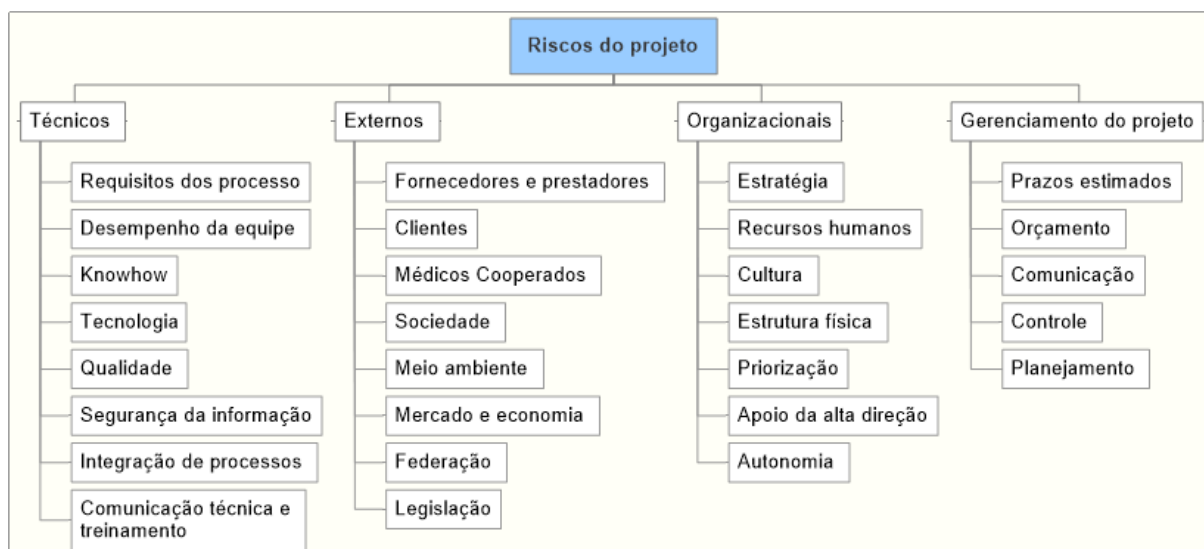 Riscos do projeto
Técnicos
Requisitos dos processo
Desempenho da equipe
Knowhow
Tecnologia
Qualidade
Segurança da informação
Integração de processos
Comunicação técnica e
treinamento
Externos
Fornecedores e prestadores
Clientes
Médicos Cooperados
Sociedade
Meio ambiente
Mercado e economia
Federação
Legislação
Organizacionais
Estratégia
Recursos humanos
Cultura
Estrutura física
Priorização
Apoio da alta direção
Autonomia
Gerenciamento do projeto
Prazos estimados
Orçamento
Comunicação
Controle
Planejamento